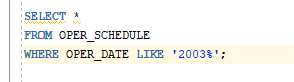 SELECT *
FROM OPER_SCHEDULE
WHERE OPER_DATE LIKE '2003%';